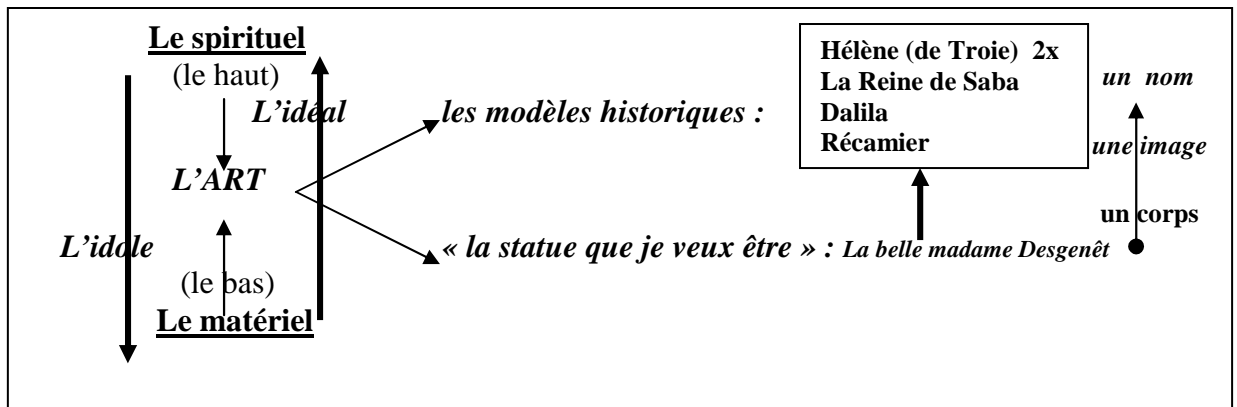 Le spirituel
(le haut)
L'idéal
L'ART
L'idole
(le bas)
Le matériel
les modèles historiques :
« la statue que je veux être » : La belle madame Desgenêt
Hélène (de Troie) 2x
La Reine de Saba
Dalila
Récamier
un nom
une image
un corps